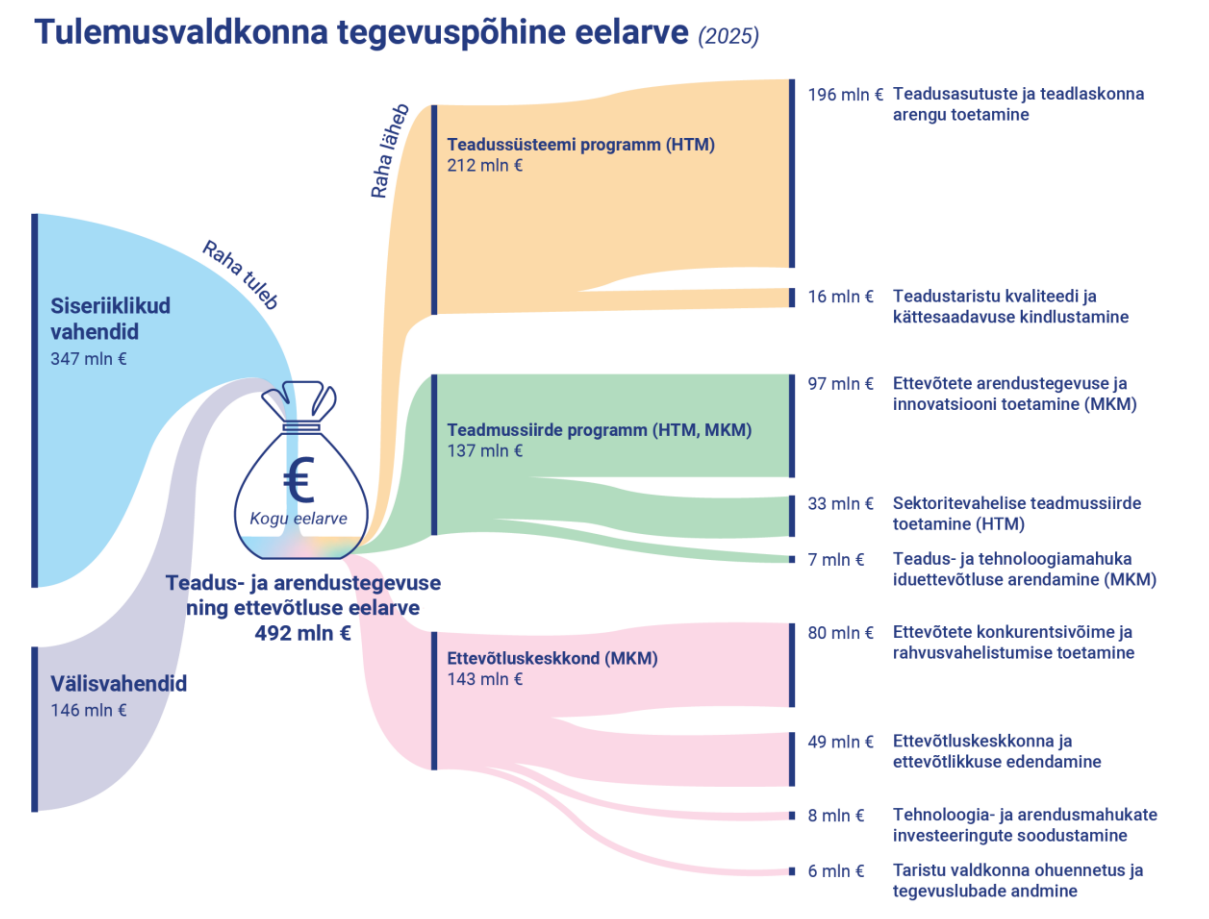 Tulemusvaldkonna tegevuspõhine eelarve (2025)
Raha tuleb
Siseriiklikud
vahendid
347 mln €
Välisvahendid
146 mln €
€
Kogu eelarve
Teadus- ja arendustegevuse
ning ettevõtluse eelarve
492 mln €
Raha läheb
Teadussüsteemi programm (HTM)
212 mln €
196 mln € Teadusasutuste ja teadlaskonna
arengu toetamine
16 mln € Teadustaristu kvaliteedi ja
kättesaadavuse kindlustamine
Teadmussiirde programm (HTM, MKM)
137 mln €
97 mln € Ettevõtete arendustegevuse ja
innovatsiooni toetamine (MKM)
33 mln € Sektoritevahelise teadmussiirde
toetamine (HTM)
7 mln € Teadus- ja tehnoloogiamahuka
iduettevõtluse arendamine (MKM)
Ettevõtluskeskkond (MKM)
143 mln €
80 mln € Ettevõtete konkurentsivõime ja
rahvusvahelistumise toetamine
49 mln € Ettevõtluskeskkonna ja
ettevõtlikkuse edendamine
8 mln € Tehnoloogia- ja arendusmahukate
investeeringute soodustamine
6 mln € Taristu valdkonna ohuennetus ja
tegevuslubade andmine